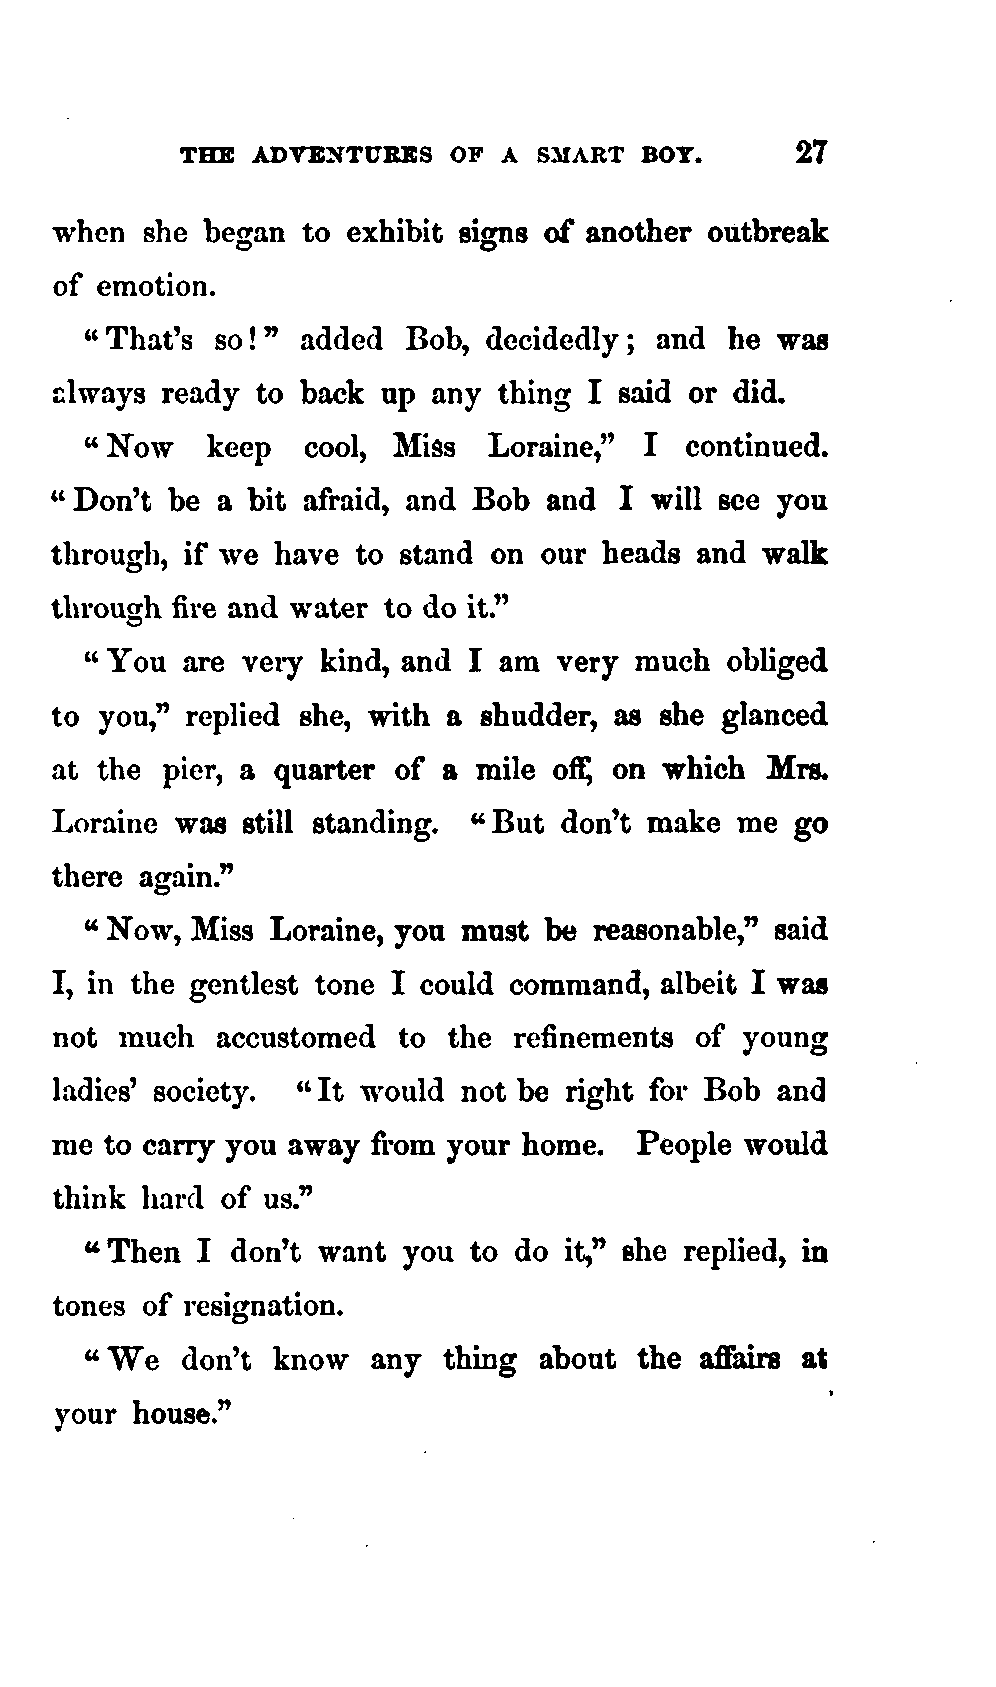 THE ADVENTURES OF A SMART BOY. 27
when she began to exhibit signs of another outbreak
of emotion.
“That’s so!” added Bob, decidedly; and he was
always ready to back up any thing I said or did.
“Now keep cool, Miss Loraine,” I continued.
“Don’t be a bit afraid, and Bob and I will see you
through, if we have to stand on our heads and walk
through fire and water to do it.”
“You are very kind, and I am very much obliged
to you,” replied she, with a shudder, as she glanced
at the pier, a quarter of a mile off, on which Mrs.
Loraine was still standing. “But don’t make me go
there again.”
“Now, Miss Loraine, you must be reasonable,” said
I, in the gentlest tone I could command, albeit I was
not much accustomed to the refinements of young
ladies’ society. “It would not be right for Bob and
me to carry you away from your home. People would
think hard of us.”
“Then I don’t want you to do it,” she replied, in
tones of resignation.
“We don’t know any thing about the affairs at
your house.”